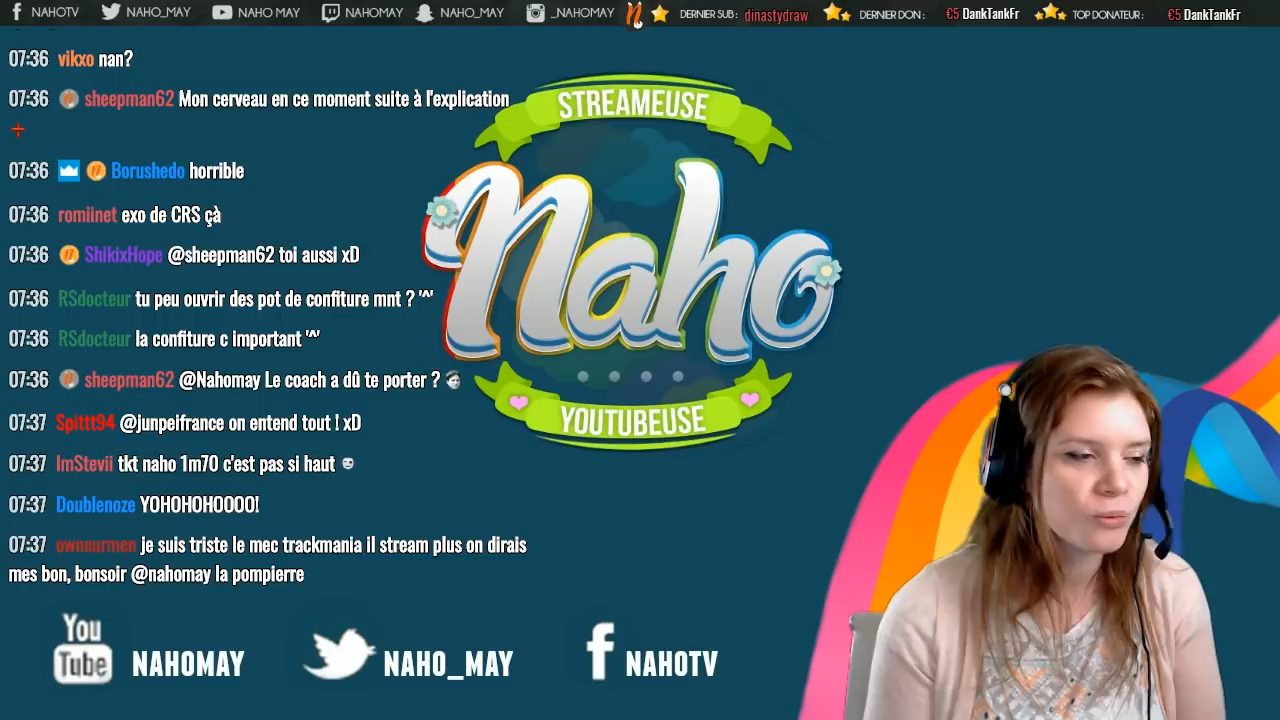 NAHOTV NAHO_MAY NAHO MAY NAHOMAY NAHO_MAY _NAHOMAY DERNIER SUB : dinastydraw DERNIER DON : €5 DankTankFr TOP DONATEUR : €5 DankTankFr
07:36 vikxo nan?
07:36 sheepman62 Mon cerveau en ce moment suite à l'explication
07:36 Borushedo horrible
07:36 romiinet exo de CRS çà
07:36 ShikixHope @sheepman62 toi aussi xD
07:36 RSdocteur tu peu ouvrir des pot de confiture mnt ? '^'
07:36 RSdocteur la confiture c important '^'
07:36 sheepman62 @Nahomay Le coach a dû te porter ?
07:37 Spittt94 @junpeifrance on entend tout ! xD
07:37 ImStevii tkt naho 1m70 c'est pas si haut
07:37 Doublenoze YOHOHOHOOOO!
07:37 owneurmen je suis triste le mec trackmania il stream plus on dirais
mes bon, bonsoir @nahomay la pompierre
STREAMEUSE
Naho
YOUTUBEUSE
You
Tube
NAHOMAY
NAHO_MAY
NAHOTV